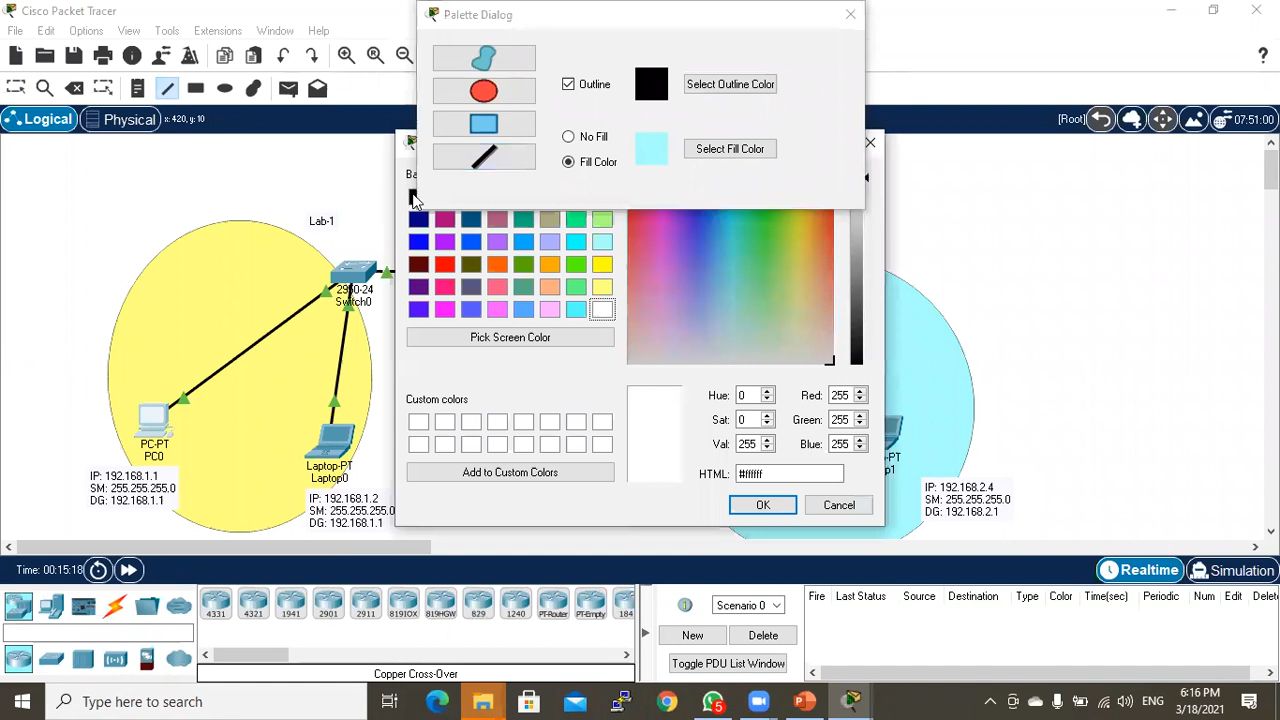 Cisco Packet Tracer
Palette Dialog
File Edit Options View Tools Extensions Window Help
Outline
Select Outline Color
No Fill
Fill Color
Select Fill Color
Logical
Physical
x: 420, y: 10
[Root]
07:51:00
Ba
Lab-1
2950-24
Switch0
Pick Screen Color
Custom colors
Add to Custom Colors
Hue: 0
Red: 255
Sat: 0
Green: 255
Val: 255
Blue: 255
HTML: #ffffff
OK
Cancel
PC-PT
PC0
Laptop-PT
Laptop0
IP: 192.168.1.1
SM: 255.255.255.0
DG: 192.168.1.1
IP: 192.168.1.2
SM: 255.255.255.0
DG: 192.168.1.1
-PT
p1
IP: 192.168.2.4
SM: 255.255.255.0
DG: 192.168.2.1
Time: 00:15:18
Realtime
Simulation
4331 4321 1941 2901 2911 819IOX 819HGW 829 1240 PT-Router PT-Empty 184
Copper Cross-Over
Scenario 0
New
Delete
Toggle PDU List Window
Fire Last Status Source Destination Type Color Time(sec) Periodic Num Edit Delete
Type here to search
5
ENG
6:16 PM
3/18/2021